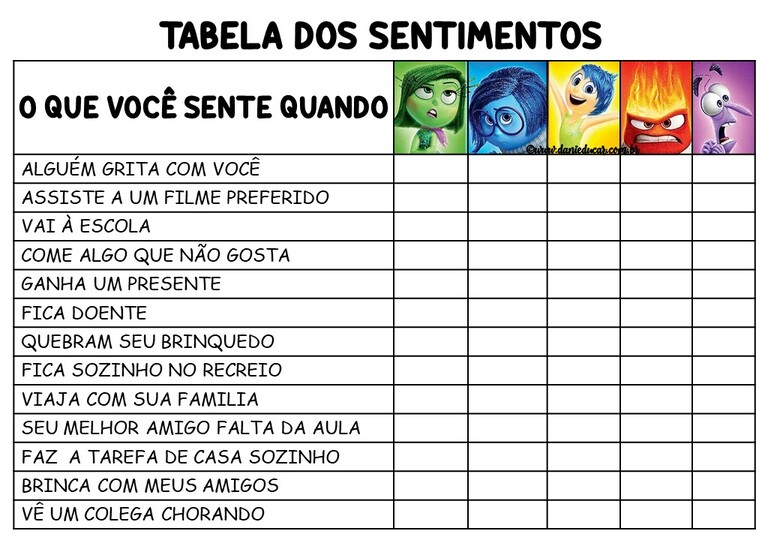 TABELA DOS SENTIMENTOS
O QUE VOCÊ SENTE QUANDO
©www.danieducar.com.br
ALGUÉM GRITA COM VOCÊ
ASSISTE A UM FILME PREFERIDO
VAI À ESCOLA
COME ALGO QUE NÃO GOSTA
GANHA UM PRESENTE
FICA DOENTE
QUEBRAM SEU BRINQUEDO
FICA SOZINHO NO RECREIO
VIAJA COM SUA FAMILIA
SEU MELHOR AMIGO FALTA DA AULA
FAZ A TAREFA DE CASA SOZINHO
BRINCA COM MEUS AMIGOS
VÊ UM COLEGA CHORANDO